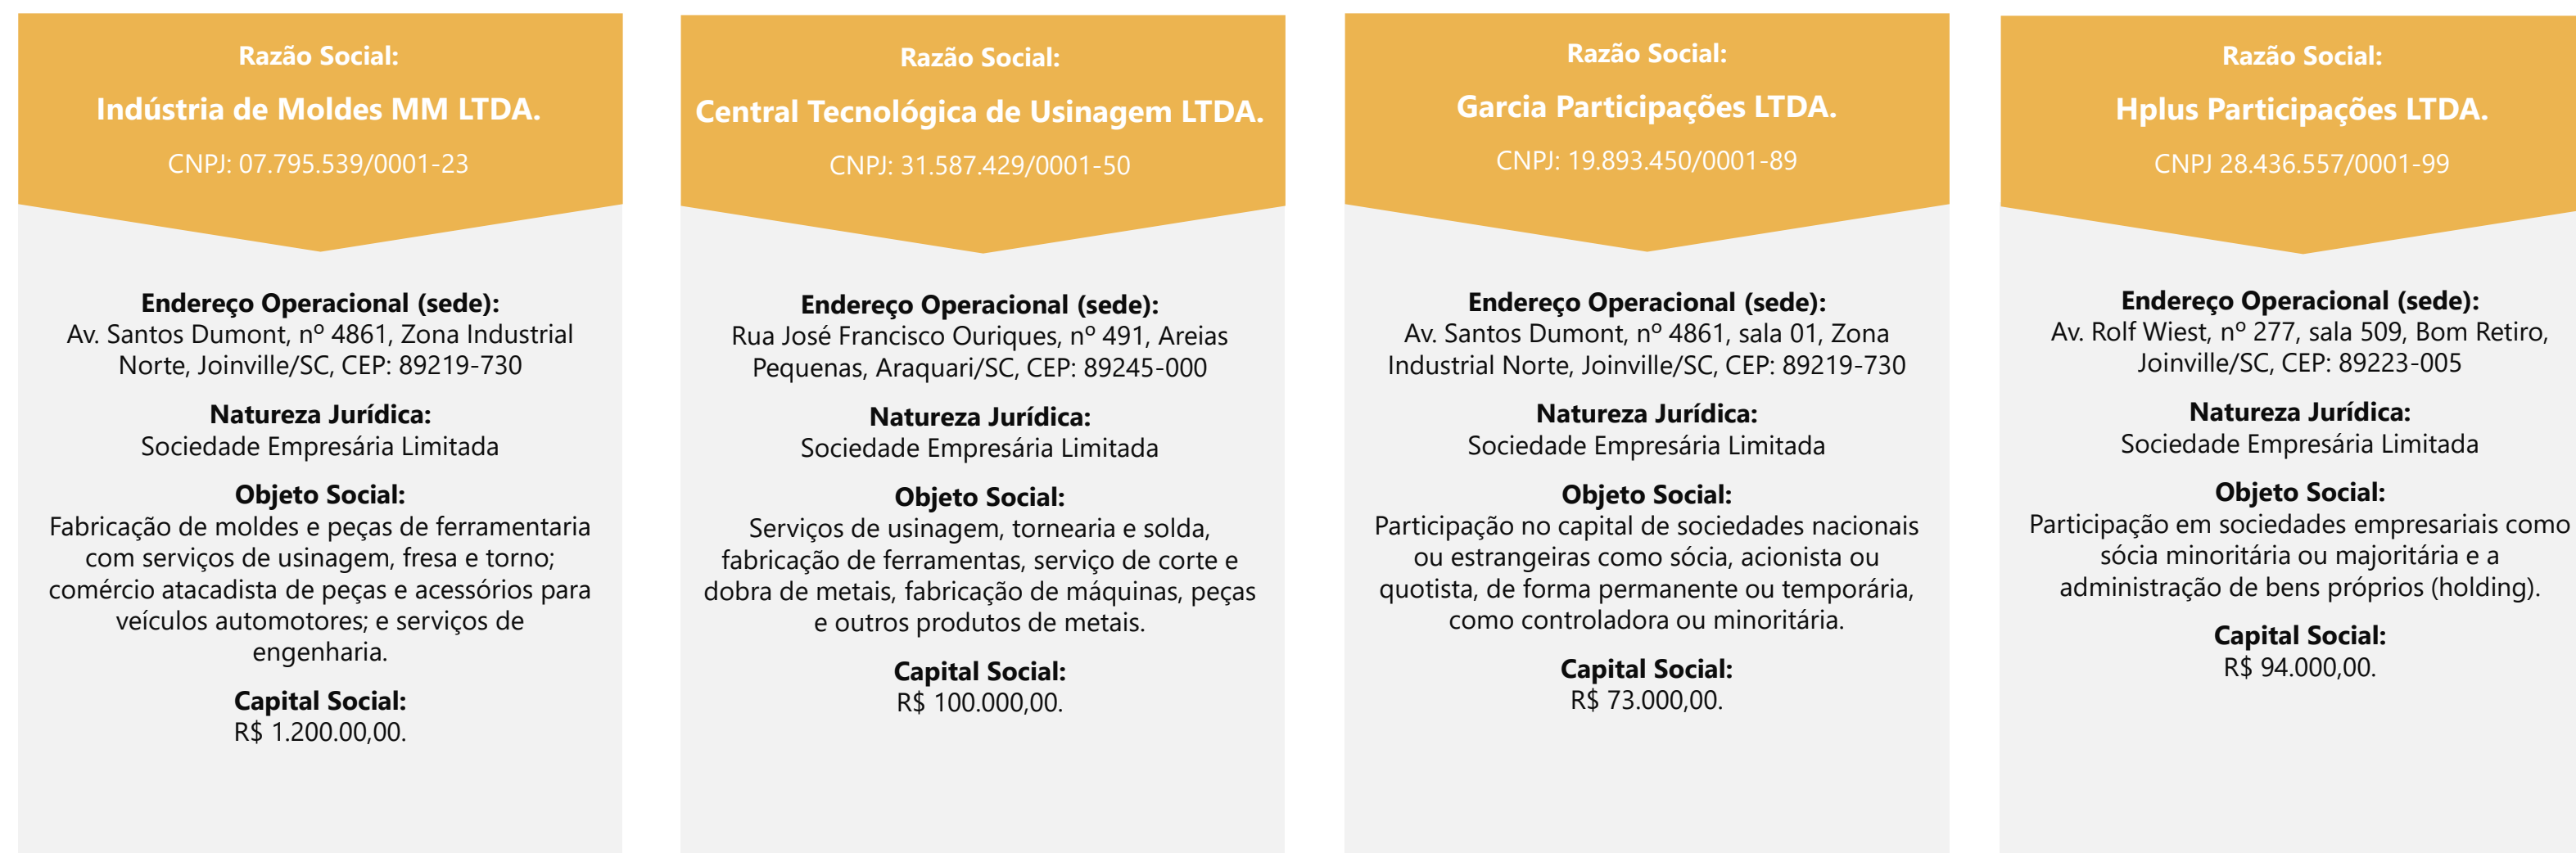 Razão Social:
Indústria de Moldes MM LTDA.
CNPJ: 07.795.539/0001-23
Endereço Operacional (sede):
Av. Santos Dumont, nº 4861, Zona Industrial
Norte, Joinville/SC, CEP: 89219-730
Natureza Jurídica:
Sociedade Empresária Limitada
Objeto Social:
Fabricação de moldes e peças de ferramentaria
com serviços de usinagem, fresa e torno;
comércio atacadista de peças e acessórios para
veículos automotores; e serviços de
engenharia.
Capital Social:
R$ 1.200.00,00.
Razão Social:
Central Tecnológica de Usinagem LTDA.
CNPJ: 31.587.429/0001-50
Endereço Operacional (sede):
Rua José Francisco Ouriques, nº 491, Areias
Pequenas, Araquari/SC, CEP: 89245-000
Natureza Jurídica:
Sociedade Empresária Limitada
Objeto Social:
Serviços de usinagem, tornearia e solda,
fabricação de ferramentas, serviço de corte e
dobra de metais, fabricação de máquinas, peças
e outros produtos de metais.
Capital Social:
R$ 100.000,00.
Razão Social:
Garcia Participações LTDA.
CNPJ: 19.893.450/0001-89
Endereço Operacional (sede):
Av. Santos Dumont, nº 4861, sala 01, Zona
Industrial Norte, Joinville/SC, CEP: 89219-730
Natureza Jurídica:
Sociedade Empresária Limitada
Objeto Social:
Participação no capital de sociedades nacionais
ou estrangeiras como sócia, acionista ou
quotista, de forma permanente ou temporária,
como controladora ou minoritária.
Capital Social:
R$ 73.000,00.
Razão Social:
Hplus Participações LTDA.
CNPJ 28.436.557/0001-99
Endereço Operacional (sede):
Av. Rolf Wiest, nº 277, sala 509, Bom Retiro,
Joinville/SC, CEP: 89223-005
Natureza Jurídica:
Sociedade Empresária Limitada
Objeto Social:
Participação em sociedades empresariais como
sócia minoritária ou majoritária e a
administração de bens próprios (holding).
Capital Social:
R$ 94.000,00.